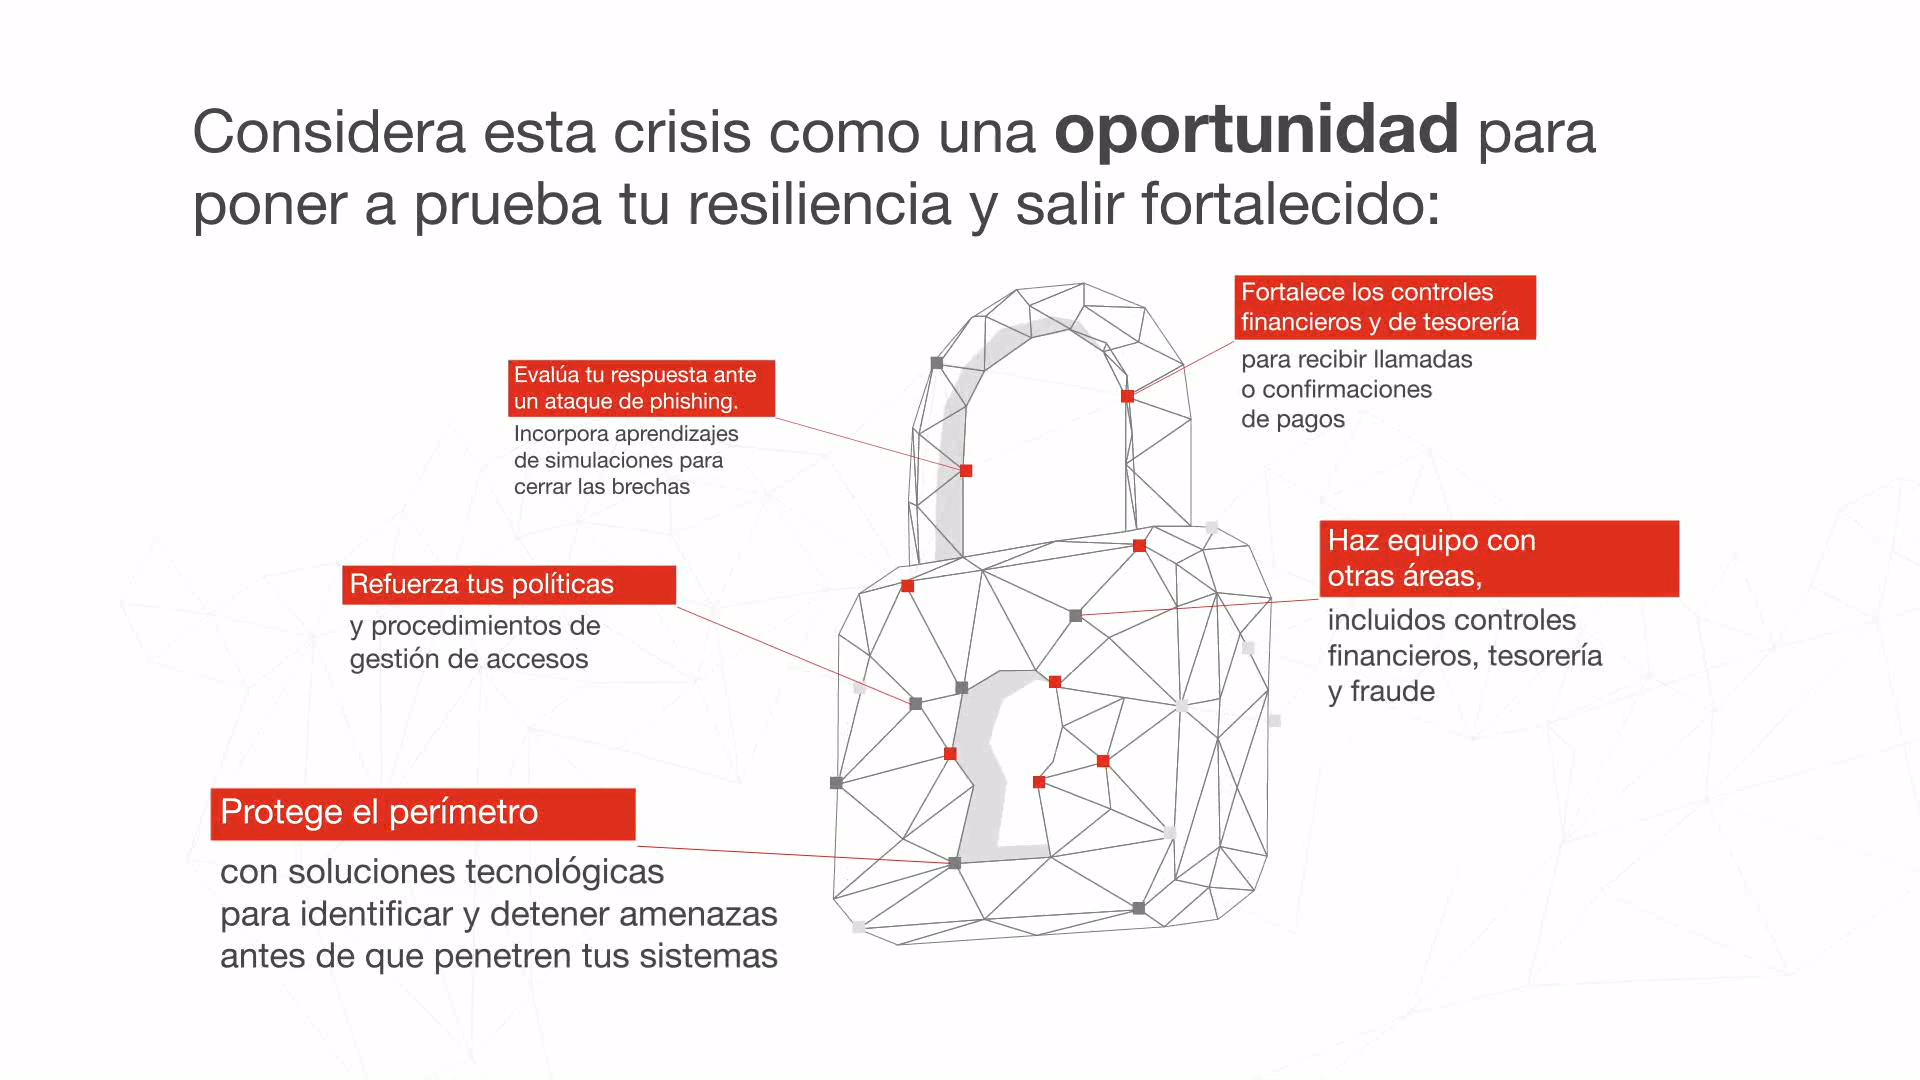 Considera esta crisis como una oportunidad para
poner a prueba tu resiliencia y salir fortalecido:
Fortalece los controles
financieros y de tesorería
para recibir llamadas
o confirmaciones
de pagos
Evalúa tu respuesta ante
un ataque de phishing.
Incorpora aprendizajes
de simulaciones para
cerrar las brechas
Haz equipo con
otras áreas,
incluidos controles
financieros, tesorería
y fraude
Refuerza tus políticas
y procedimientos de
gestión de accesos
Protege el perímetro
con soluciones tecnológicas
para identificar y detener amenazas
antes de que penetren tus sistemas